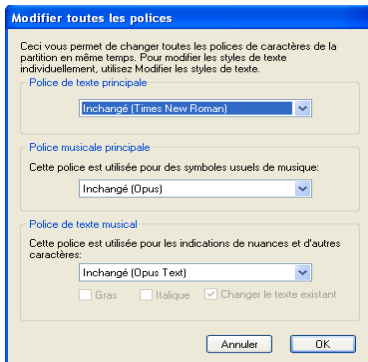 Modifier toutes les polices
Ceci vous permet de changer toutes les polices de caractères de la
partition en même temps. Pour modifier les styles de texte
individuellement, utilisez Modifier les styles de texte.
Police de texte principale
Inchangé (Times New Roman)
Police musicale principale
Cette police est utilisée pour des symboles usuels de musique:
Inchangé (Opus)
Police de texte musical
Cette police est utilisée pour les indications de nuances et d'autres
caractères:
Inchangé (Opus Text)
Gras Italique Changer le texte existant
Annuler OK